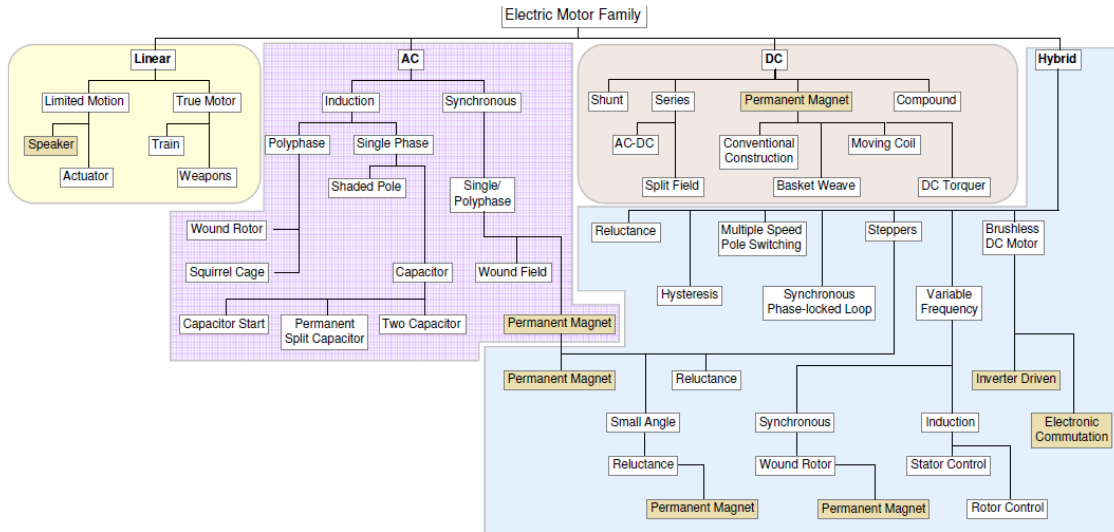 Electric Motor Family
Linear
AC
DC
Hybrid
Limited Motion
True Motor
Induction
Synchronous
Shunt
Series
Permanent Magnet
Compound
Speaker
Train
Polyphase
Single Phase
AC-DC
Conventional
Construction
Moving Coil
Actuator
Weapons
Shaded Pole
Single/
Polyphase
Split Field
Basket Weave
DC Torquer
Wound Rotor
Reluctance
Multiple Speed
Pole Switching
Steppers
Brushless
DC Motor
Squirrel Cage
Capacitor
Wound Field
Hysteresis
Synchronous
Phase-locked Loop
Variable
Frequency
Capacitor Start
Permanent
Split Capacitor
Two Capacitor
Permanent Magnet
Permanent Magnet
Reluctance
Inverter Driven
Small Angle
Synchronous
Induction
Electronic
Commutation
Reluctance
Wound Rotor
Stator Control
Permanent Magnet
Permanent Magnet
Rotor Control